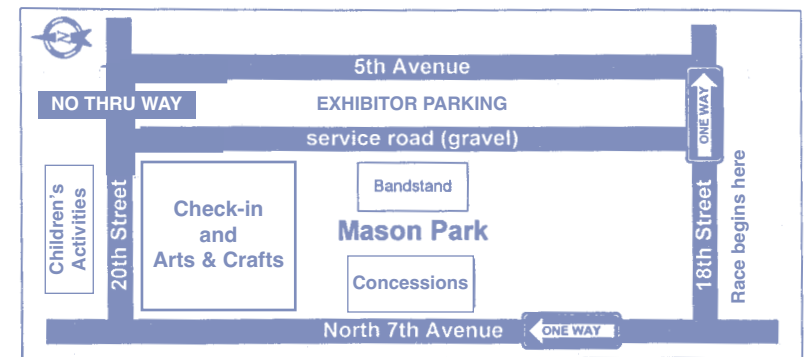 N
5th Avenue
NO THRU WAY
EXHIBITOR PARKING
ONE WAY
service road (gravel)
Children's
Activities
20th Street
Check-in
and
Arts & Crafts
Bandstand
Mason Park
Concessions
18th Street
Race begins here
North 7th Avenue
ONE WAY